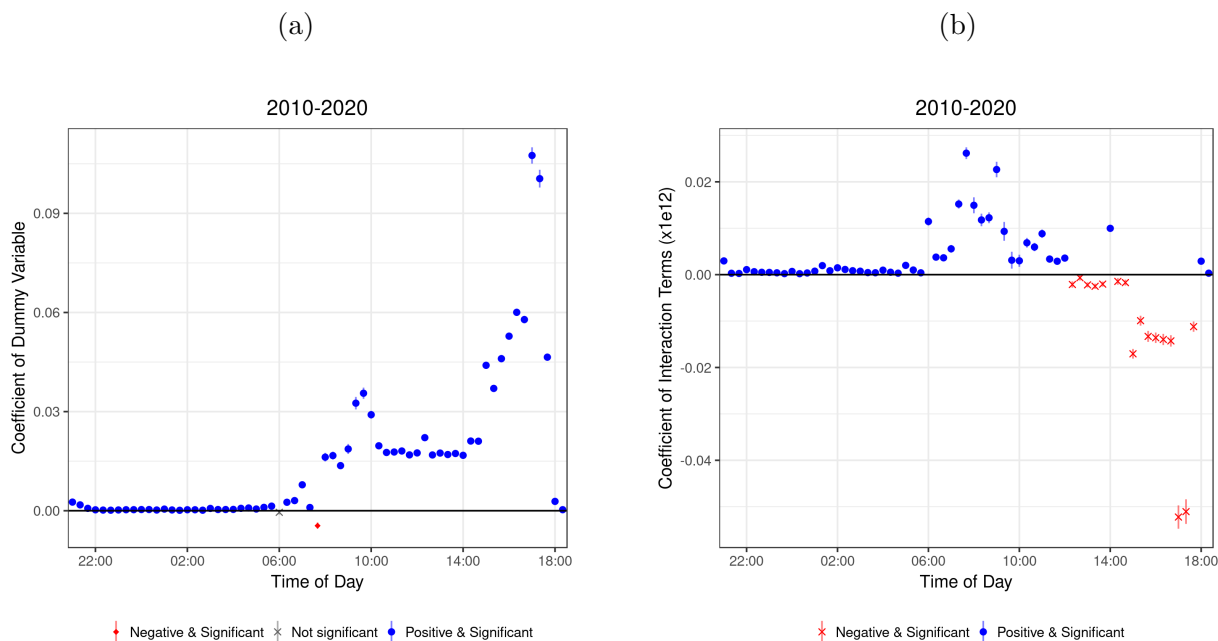 (a)
2010-2020
Coefficient of Dummy Variable
0.09
0.06
0.03
0.00
22:00 02:00 06:00 10:00 14:00 18:00
Time of Day
Negative & Significant Not significant Positive & Significant
(b)
2010-2020
Coefficient of Interaction Terms (x1e12)
0.02
0.00
-0.02
-0.04
22:00 02:00 06:00 10:00 14:00 18:00
Time of Day
Negative & Significant Positive & Significant